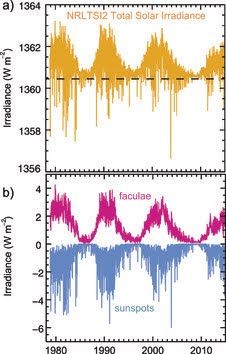 a)
NRLTSI2 Total Solar Irradiance
1364
1362
1360
1358
1356
Irradiance (W m⁻²)
b)
faculae
4
2
0
0
-2
-4
-6
Irradiance (W m⁻²)
sunspots
1980
1990
2000
2010